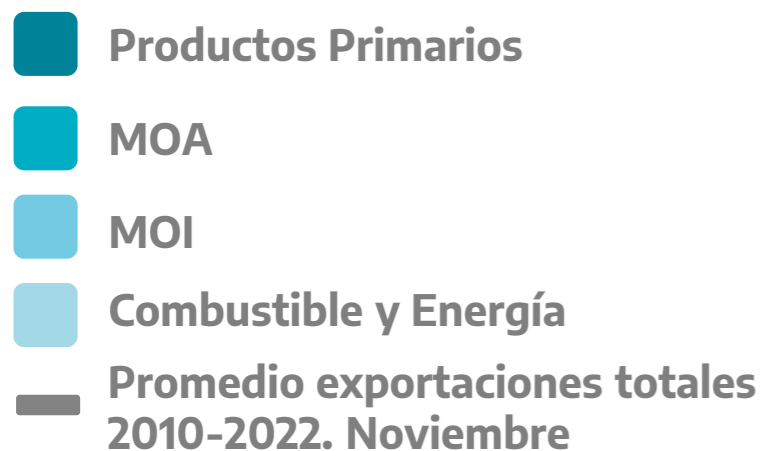 Productos Primarios
MOA
MOI
Combustible y Energía
Promedio exportaciones totales
2010-2022. Noviembre